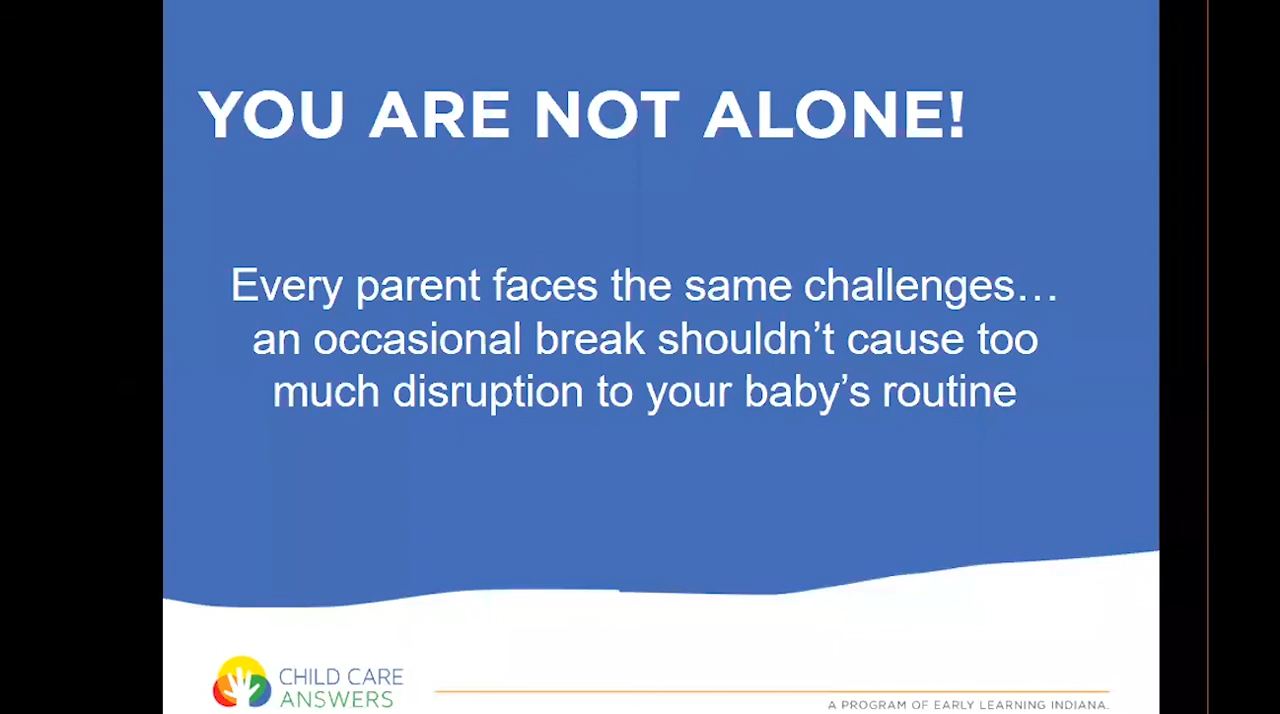 YOU ARE NOT ALONE!
Every parent faces the same challenges…
an occasional break shouldn’t cause too
much disruption to your baby’s routine
CHILD CARE
ANSWERS
A PROGRAM OF EARLY LEARNING INDIANA.